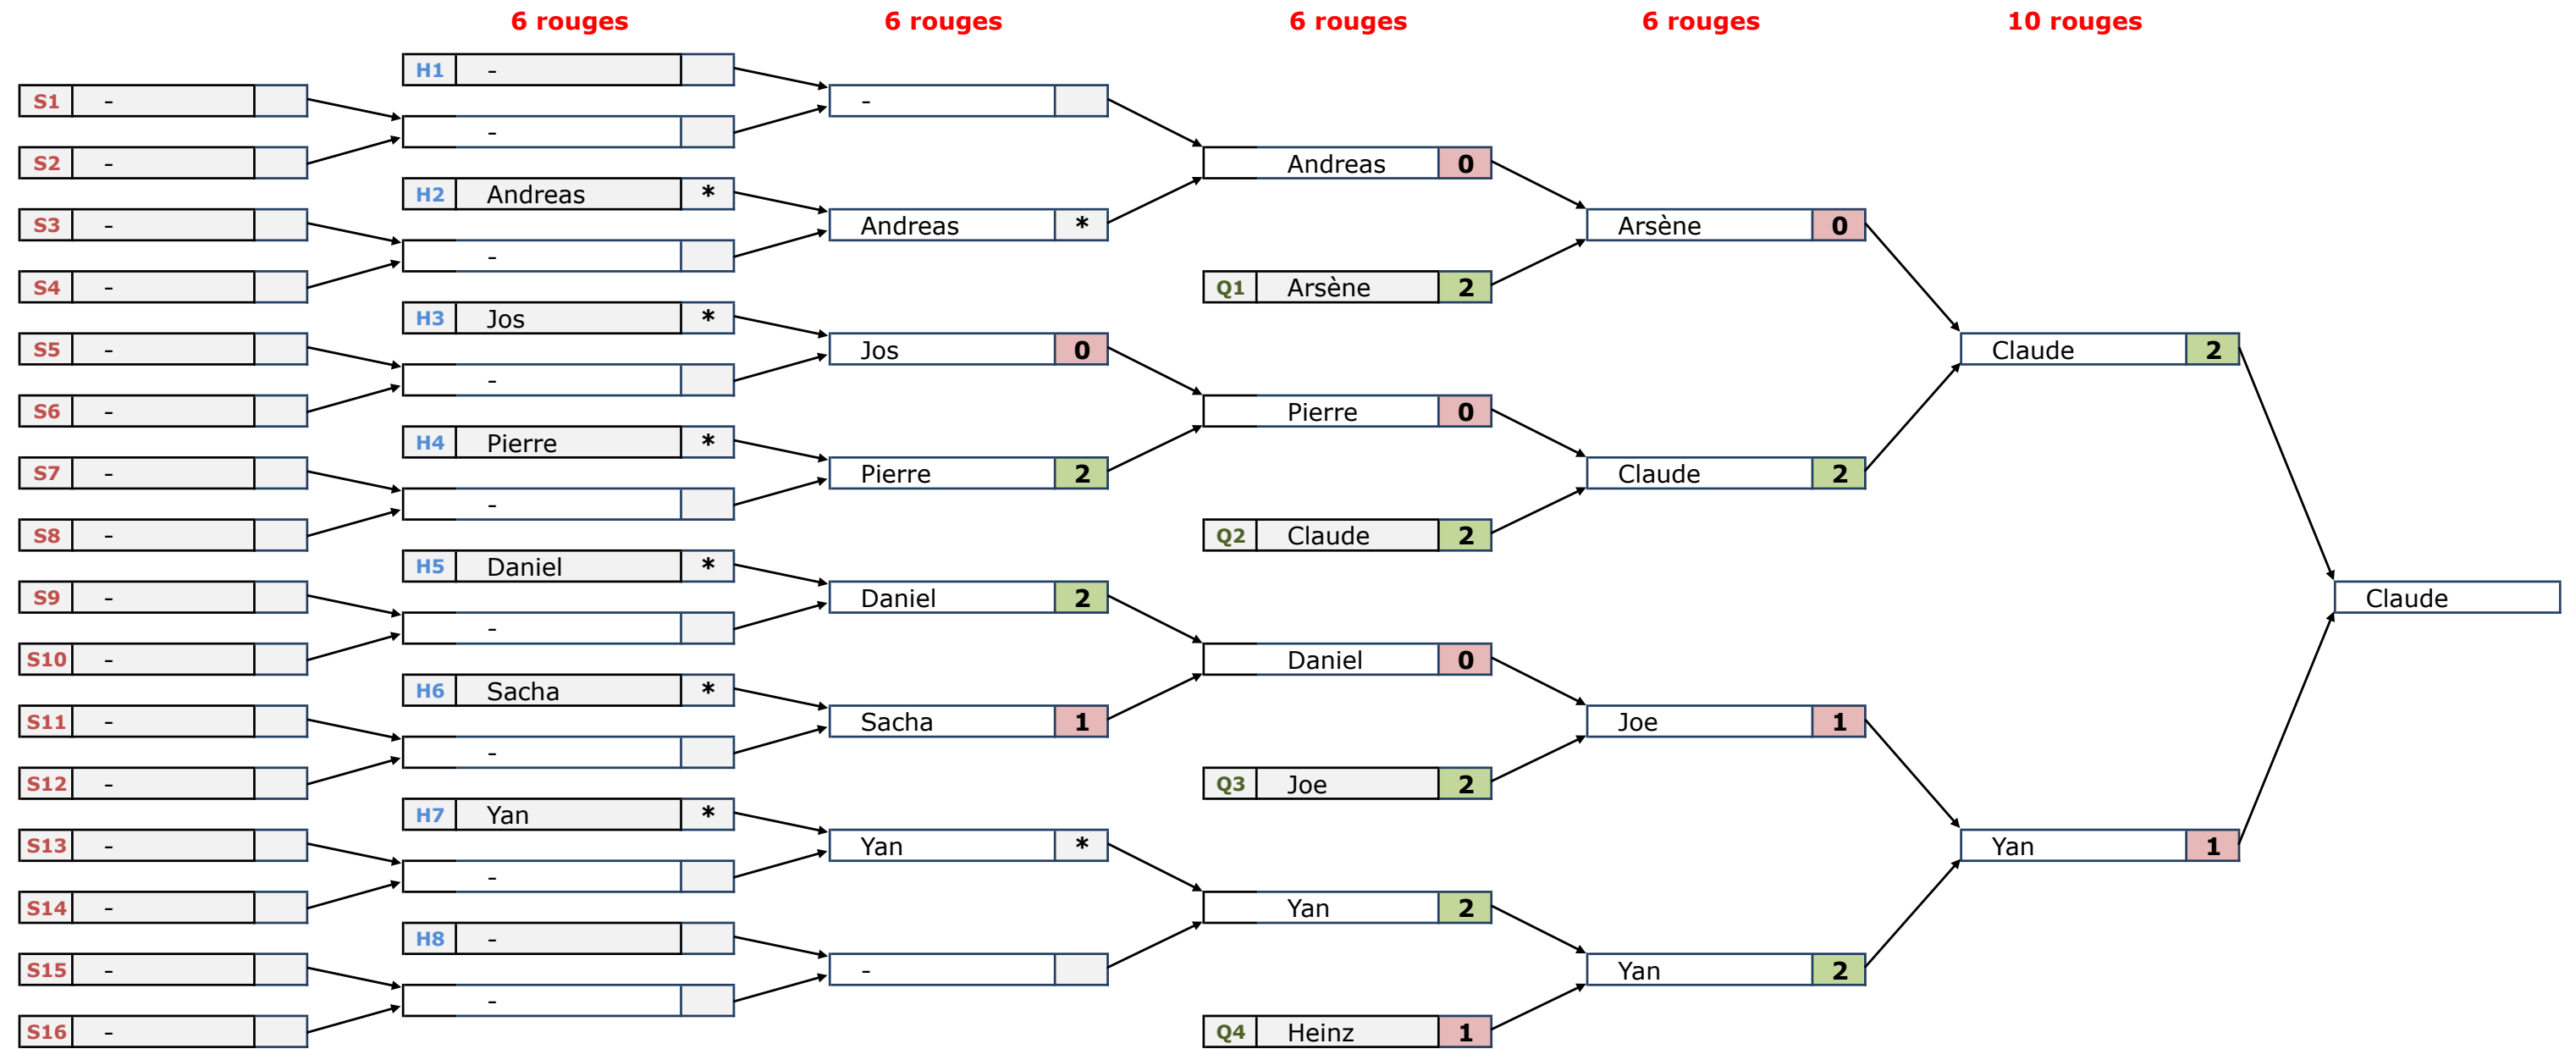 6 rouges 6 rouges 6 rouges 6 rouges 10 rouges
H1 -
S1 - -
-
S2 - Andreas 0
H2 Andreas *
S3 - Andreas * Arsène 0
-
S4 - Q1 Arsène 2
H3 Jos *
S5 - Jos 0 Claude 2
-
S6 - Pierre 0
H4 Pierre *
S7 - Pierre 2 Claude 2
-
S8 - Q2 Claude 2
H5 Daniel *
S9 - Daniel 2 Claude
-
S10 - Daniel 0
H6 Sacha *
S11 - Sacha 1 Joe 1
-
S12 - Q3 Joe 2
H7 Yan *
S13 - Yan * Yan 1
-
S14 - Yan 2
H8 -
S15 - - Yan 2
-
S16 - Q4 Heinz 1